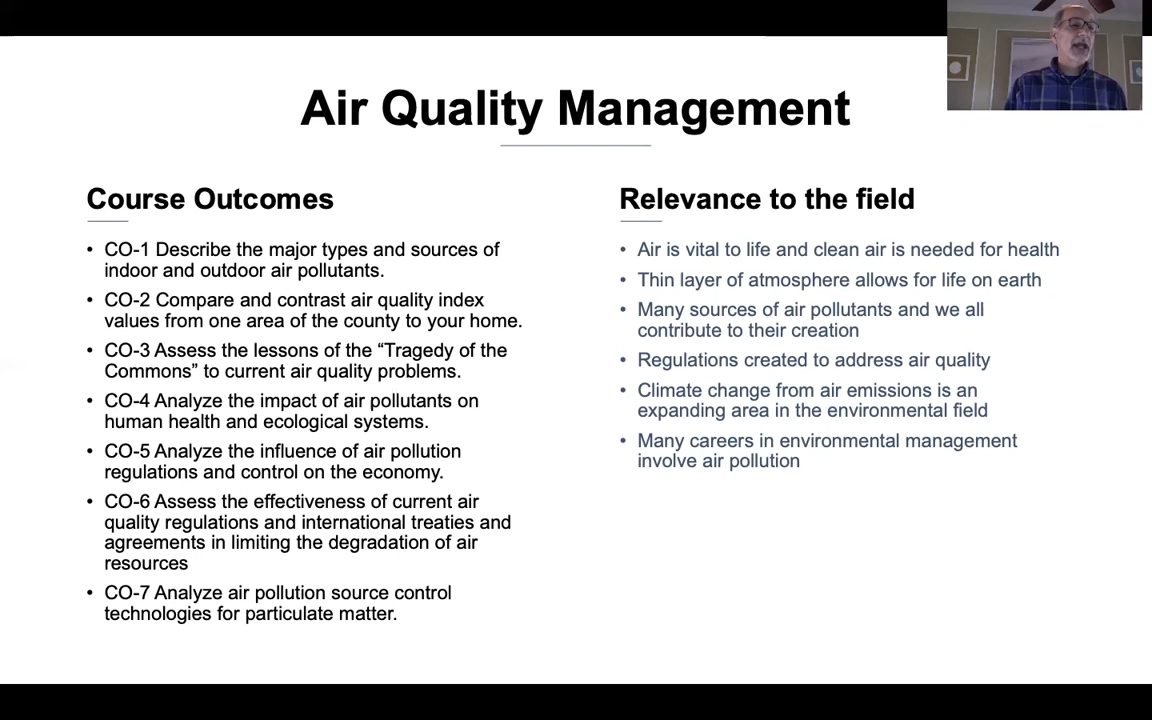 Air Quality Management
Course Outcomes
• CO-1 Describe the major types and sources of
indoor and outdoor air pollutants.
• CO-2 Compare and contrast air quality index
values from one area of the county to your home.
• CO-3 Assess the lessons of the “Tragedy of the
Commons” to current air quality problems.
• CO-4 Analyze the impact of air pollutants on
human health and ecological systems.
• CO-5 Analyze the influence of air pollution
regulations and control on the economy.
• CO-6 Assess the effectiveness of current air
quality regulations and international treaties and
agreements in limiting the degradation of air
resources
• CO-7 Analyze air pollution source control
technologies for particulate matter.
Relevance to the field
• Air is vital to life and clean air is needed for health
• Thin layer of atmosphere allows for life on earth
• Many sources of air pollutants and we all
contribute to their creation
• Regulations created to address air quality
• Climate change from air emissions is an
expanding area in the environmental field
• Many careers in environmental management
involve air pollution